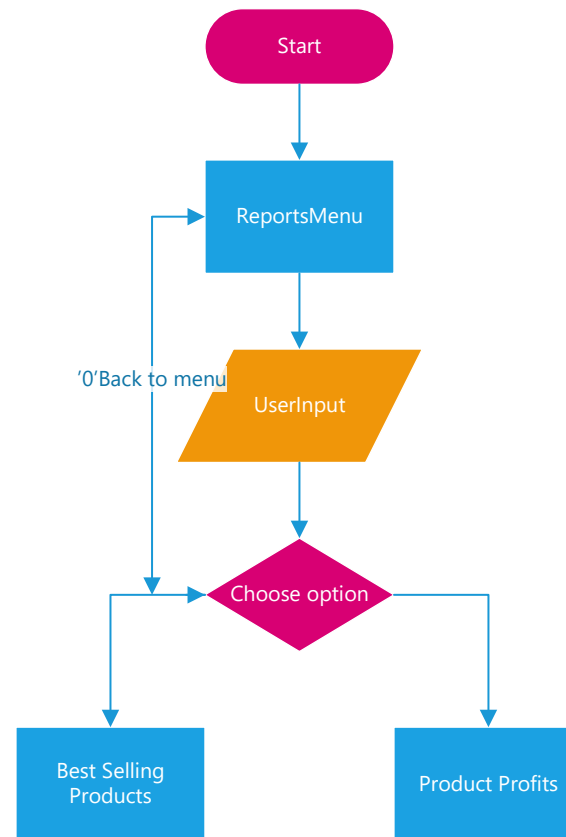 Start
ReportsMenu
'0'Back to menu
UserInput
Choose option
Best Selling
Products
Product Profits